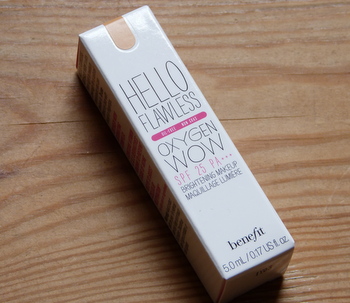 HELLO
FLAWLESS
OIL-FREE
OXYGEN
WOW
SPF 25 PA+++
BRIGHTENING MAKEUP
MAQUILLAGE LUMIÈRE
benefit
5.0 mL / 0.17 US fl. oz.